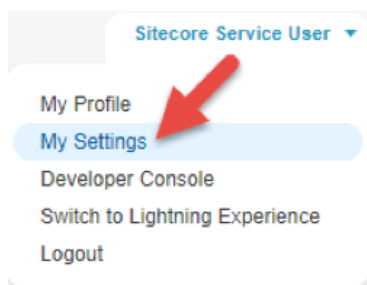 Sitecore Service User
My Profile
My Settings
Developer Console
Switch to Lightning Experience
Logout